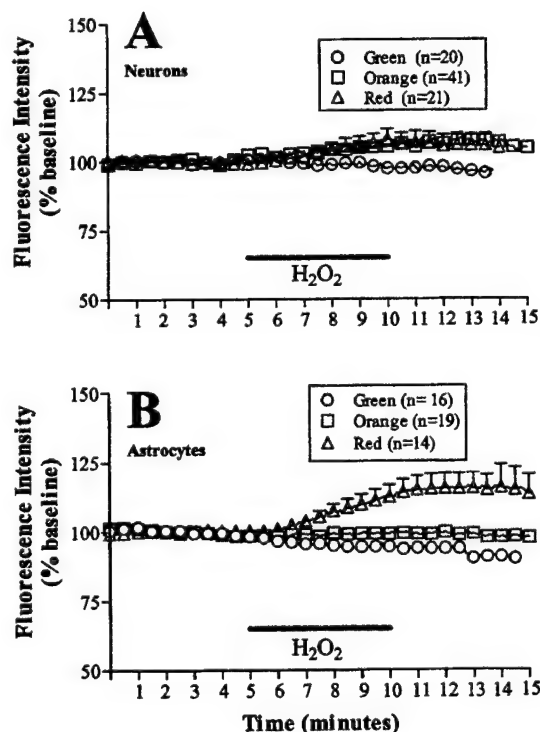 A
Neurons
Green (n=20)
Orange (n=41)
Red (n=21)
Fluorescence Intensity
(% baseline)
150
125
100
75
50
H₂O₂
1 2 3 4 5 6 7 8 9 10 11 12 13 14 15
B
Astrocytes
Green (n= 16)
Orange (n=19)
Red (n=14)
Fluorescence Intensity
(% baseline)
150
125
100
75
50
H₂O₂
1 2 3 4 5 6 7 8 9 10 11 12 13 14 15
Time (minutes)